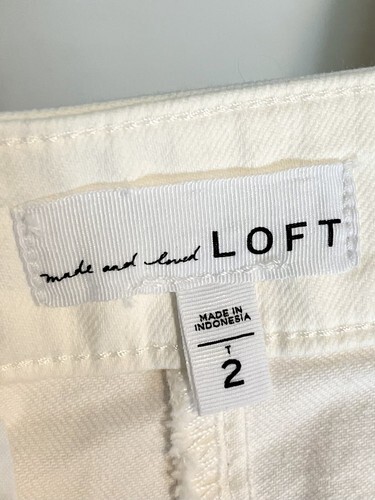 made and loved LOFT
MADE IN
INDONESIA
T
2